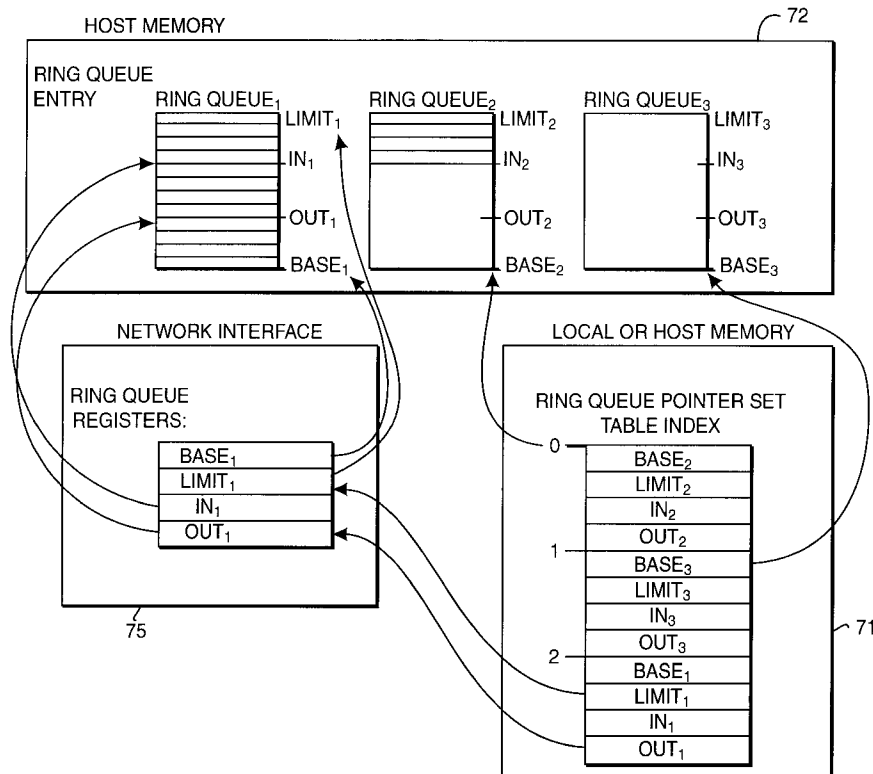 HOST MEMORY
72
RING QUEUE
ENTRY
RING QUEUE₁
LIMIT₁
IN₁
OUT₁
BASE₁
RING QUEUE₂
LIMIT₂
IN₂
OUT₂
BASE₂
RING QUEUE₃
LIMIT₃
IN₃
OUT₃
BASE₃
NETWORK INTERFACE
RING QUEUE
REGISTERS:
BASE₁
LIMIT₁
IN₁
OUT₁
75
LOCAL OR HOST MEMORY
RING QUEUE POINTER SET
TABLE INDEX
0
BASE₂
LIMIT₂
IN₂
OUT₂
1
BASE₃
LIMIT₃
IN₃
OUT₃
2
BASE₁
LIMIT₁
IN₁
OUT₁
71